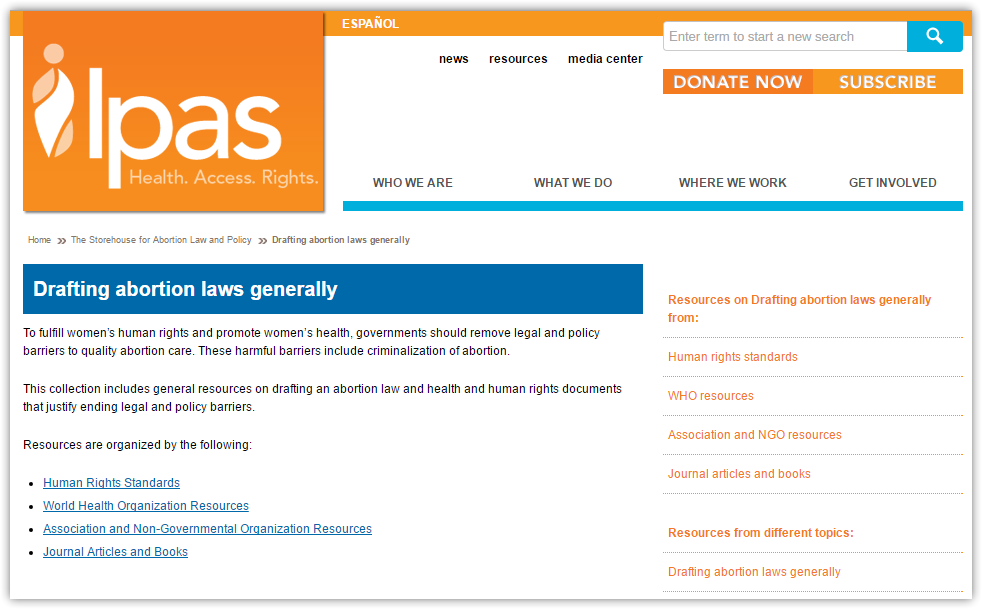 ESPAÑOL
Enter term to start a new search
news resources media center
DONATE NOW SUBSCRIBE
Ipas
Health. Access. Rights.
WHO WE ARE WHAT WE DO WHERE WE WORK GET INVOLVED
Home » The Storehouse for Abortion Law and Policy » Drafting abortion laws generally
Drafting abortion laws generally
To fulfill women’s human rights and promote women’s health, governments should remove legal and policy
barriers to quality abortion care. These harmful barriers include criminalization of abortion.
This collection includes general resources on drafting an abortion law and health and human rights documents
that justify ending legal and policy barriers.
Resources are organized by the following:
• Human Rights Standards
• World Health Organization Resources
• Association and Non-Governmental Organization Resources
• Journal Articles and Books
Resources on Drafting abortion laws generally
from:
Human rights standards
WHO resources
Association and NGO resources
Journal articles and books
Resources from different topics:
Drafting abortion laws generally